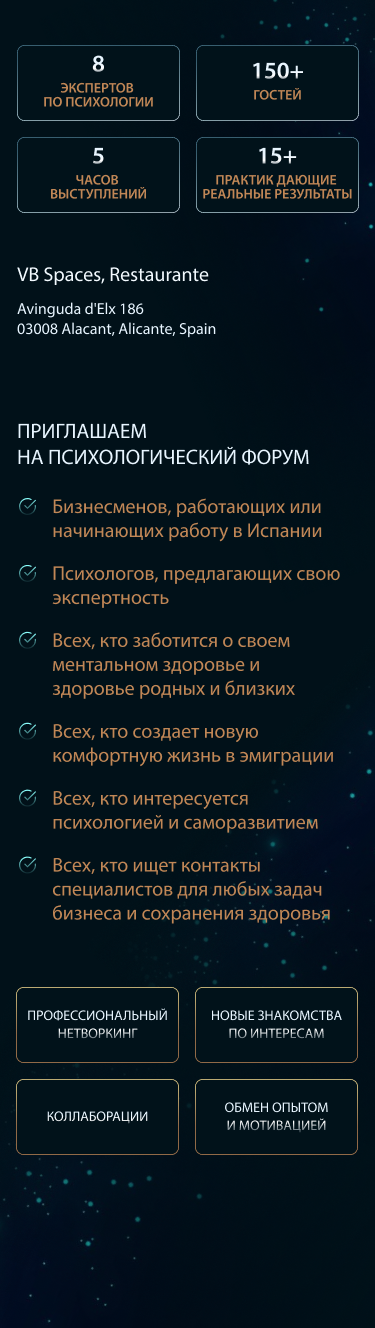 8
ЭКСПЕРТОВ
ПО ПСИХОЛОГИИ
150+
ГОСТЕЙ
5
ЧАСОВ
ВЫСТУПЛЕНИЙ
15+
ПРАКТИК ДАЮЩИЕ
РЕАЛЬНЫЕ РЕЗУЛЬТАТЫ
VB Spaces, Restaurante
Avinguda d'Elx 186
03008 Alacant, Alicante, Spain
ПРИГЛАШАЕМ
НА ПСИХОЛОГИЧЕСКИЙ ФОРУМ
Бизнесменов, работающих или
начинающих работу в Испании
Психологов, предлагающих свою
экспертность
Всех, кто заботится о своем
ментальном здоровье и
здоровье родных и близких
Всех, кто создает новую
комфортную жизнь в эмиграции
Всех, кто интересуется
психологией и саморазвитием
Всех, кто ищет контакты
специалистов для любых задач
бизнеса и сохранения здоровья
ПРОФЕССИОНАЛЬНЫЙ
НЕТВОРКИНГ
НОВЫЕ ЗНАКОМСТВА
ПО ИНТЕРЕСАМ
КОЛЛАБОРАЦИИ
ОБМЕН ОПЫТОМ
И МОТИВАЦИЕЙ